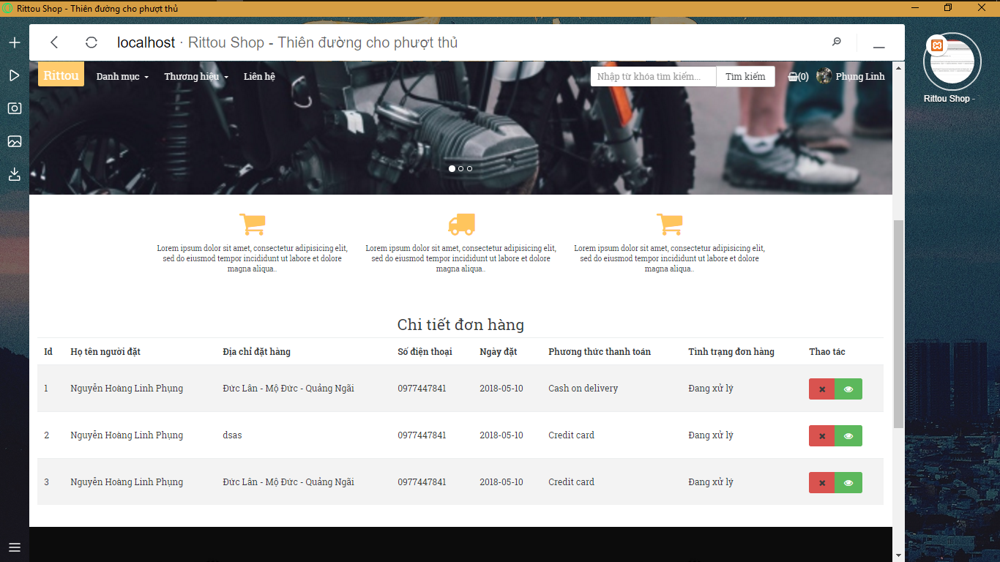 Rittou Shop - Thiên đường cho phượt thủ
localhost · Rittou Shop - Thiên đường cho phượt thủ
Rittou Shop -
Rittou Danh mục Thương hiệu Liên hệ Nhập từ khóa tìm kiếm... Tìm kiếm (0) Phụng Linh
Lorem ipsum dolor sit amet, consectetur adipisicing elit,
sed do eiusmod tempor incididunt ut labore et dolore
magna aliqua..
Lorem ipsum dolor sit amet, consectetur adipisicing elit,
sed do eiusmod tempor incididunt ut labore et dolore
magna aliqua..
Lorem ipsum dolor sit amet, consectetur adipisicing elit,
sed do eiusmod tempor incididunt ut labore et dolore
magna aliqua..
Chi tiết đơn hàng
Id Họ tên người đặt Địa chỉ đặt hàng Số điện thoại Ngày đặt Phương thức thanh toán Tình trạng đơn hàng Thao tác
1 Nguyễn Hoàng Linh Phụng Đức Lân - Mộ Đức - Quảng Ngãi 0977447841 2018-05-10 Cash on delivery Đang xử lý
2 Nguyễn Hoàng Linh Phụng dsas 0977447841 2018-05-10 Credit card Đang xử lý
3 Nguyễn Hoàng Linh Phụng Đức Lân - Mộ Đức - Quảng Ngãi 0977447841 2018-05-10 Credit card Đang xử lý